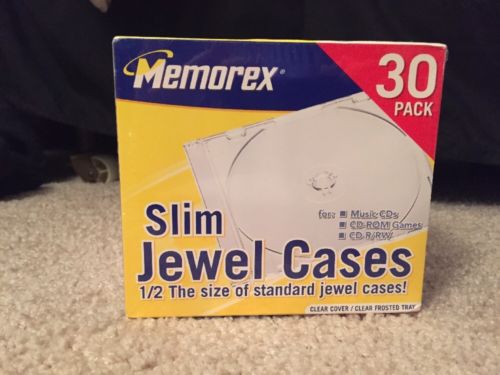 Memorex®
30
PACK
for: ■ Music CDs
■ CD-ROM Games
■ CD-R/RW
Slim
Jewel Cases
1/2 The size of standard jewel cases!
CLEAR COVER / CLEAR FROSTED TRAY